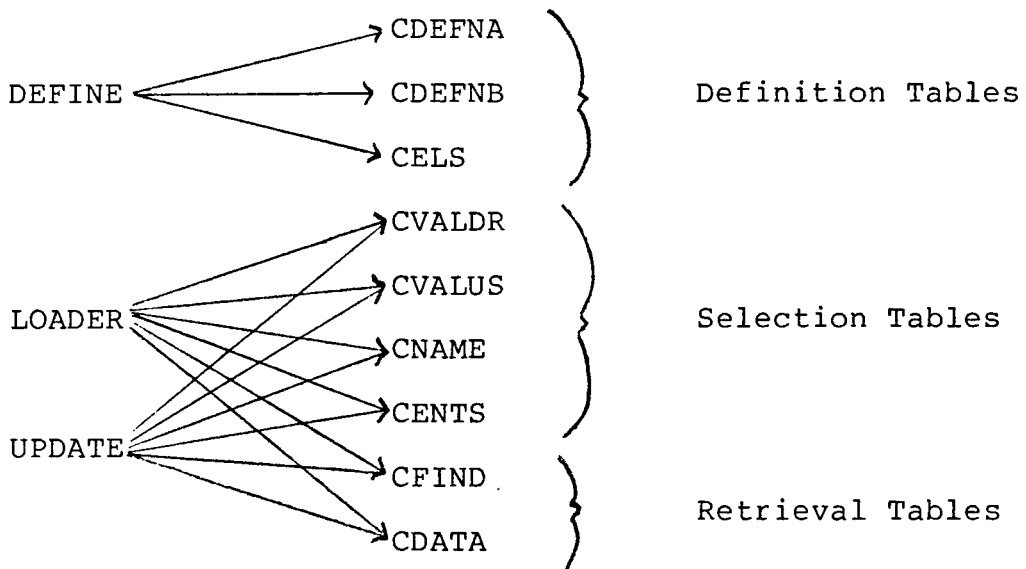 CDEFNA
DEFINE CDEFNB Definition Tables
CELS
CVALDR
CVALUS
LOADER Selection Tables
CNAME
CENTS
UPDATE
CFIND
Retrieval Tables
CDATA